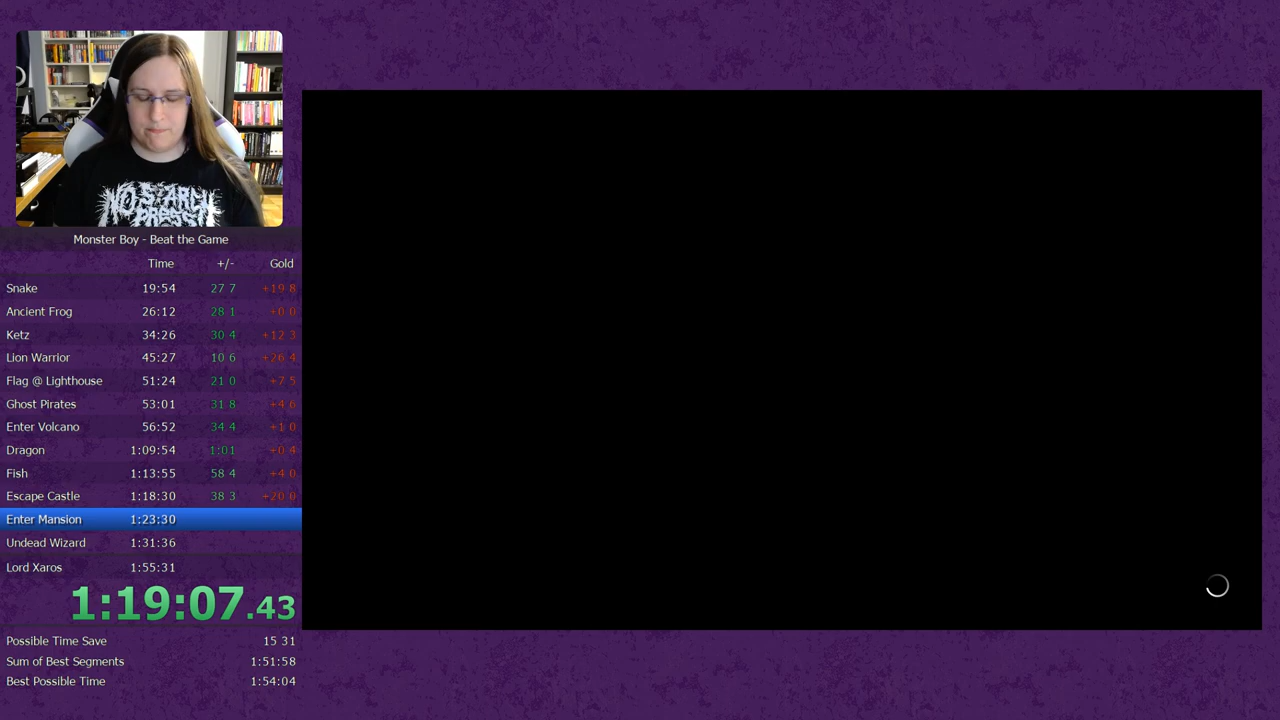 NO STARCH
PRESS
Monster Boy - Beat the Game
Time +/- Gold
Snake 19:54 27 7 +19 8
Ancient Frog 26:12 28 1 +0 0
Ketz 34:26 30 4 +12 3
Lion Warrior 45:27 10 6 +26 4
Flag @ Lighthouse 51:24 21 0 +7 5
Ghost Pirates 53:01 31 8 +4 6
Enter Volcano 56:52 34 4 +1 0
Dragon 1:09:54 1:01 +0 4
Fish 1:13:55 58 4 +4 0
Escape Castle 1:18:30 38 3 +20 0
Enter Mansion 1:23:30
Undead Wizard 1:31:36
Lord Xaros 1:55:31
1:19:07.43
Possible Time Save 15 31
Sum of Best Segments 1:51:58
Best Possible Time 1:54:04